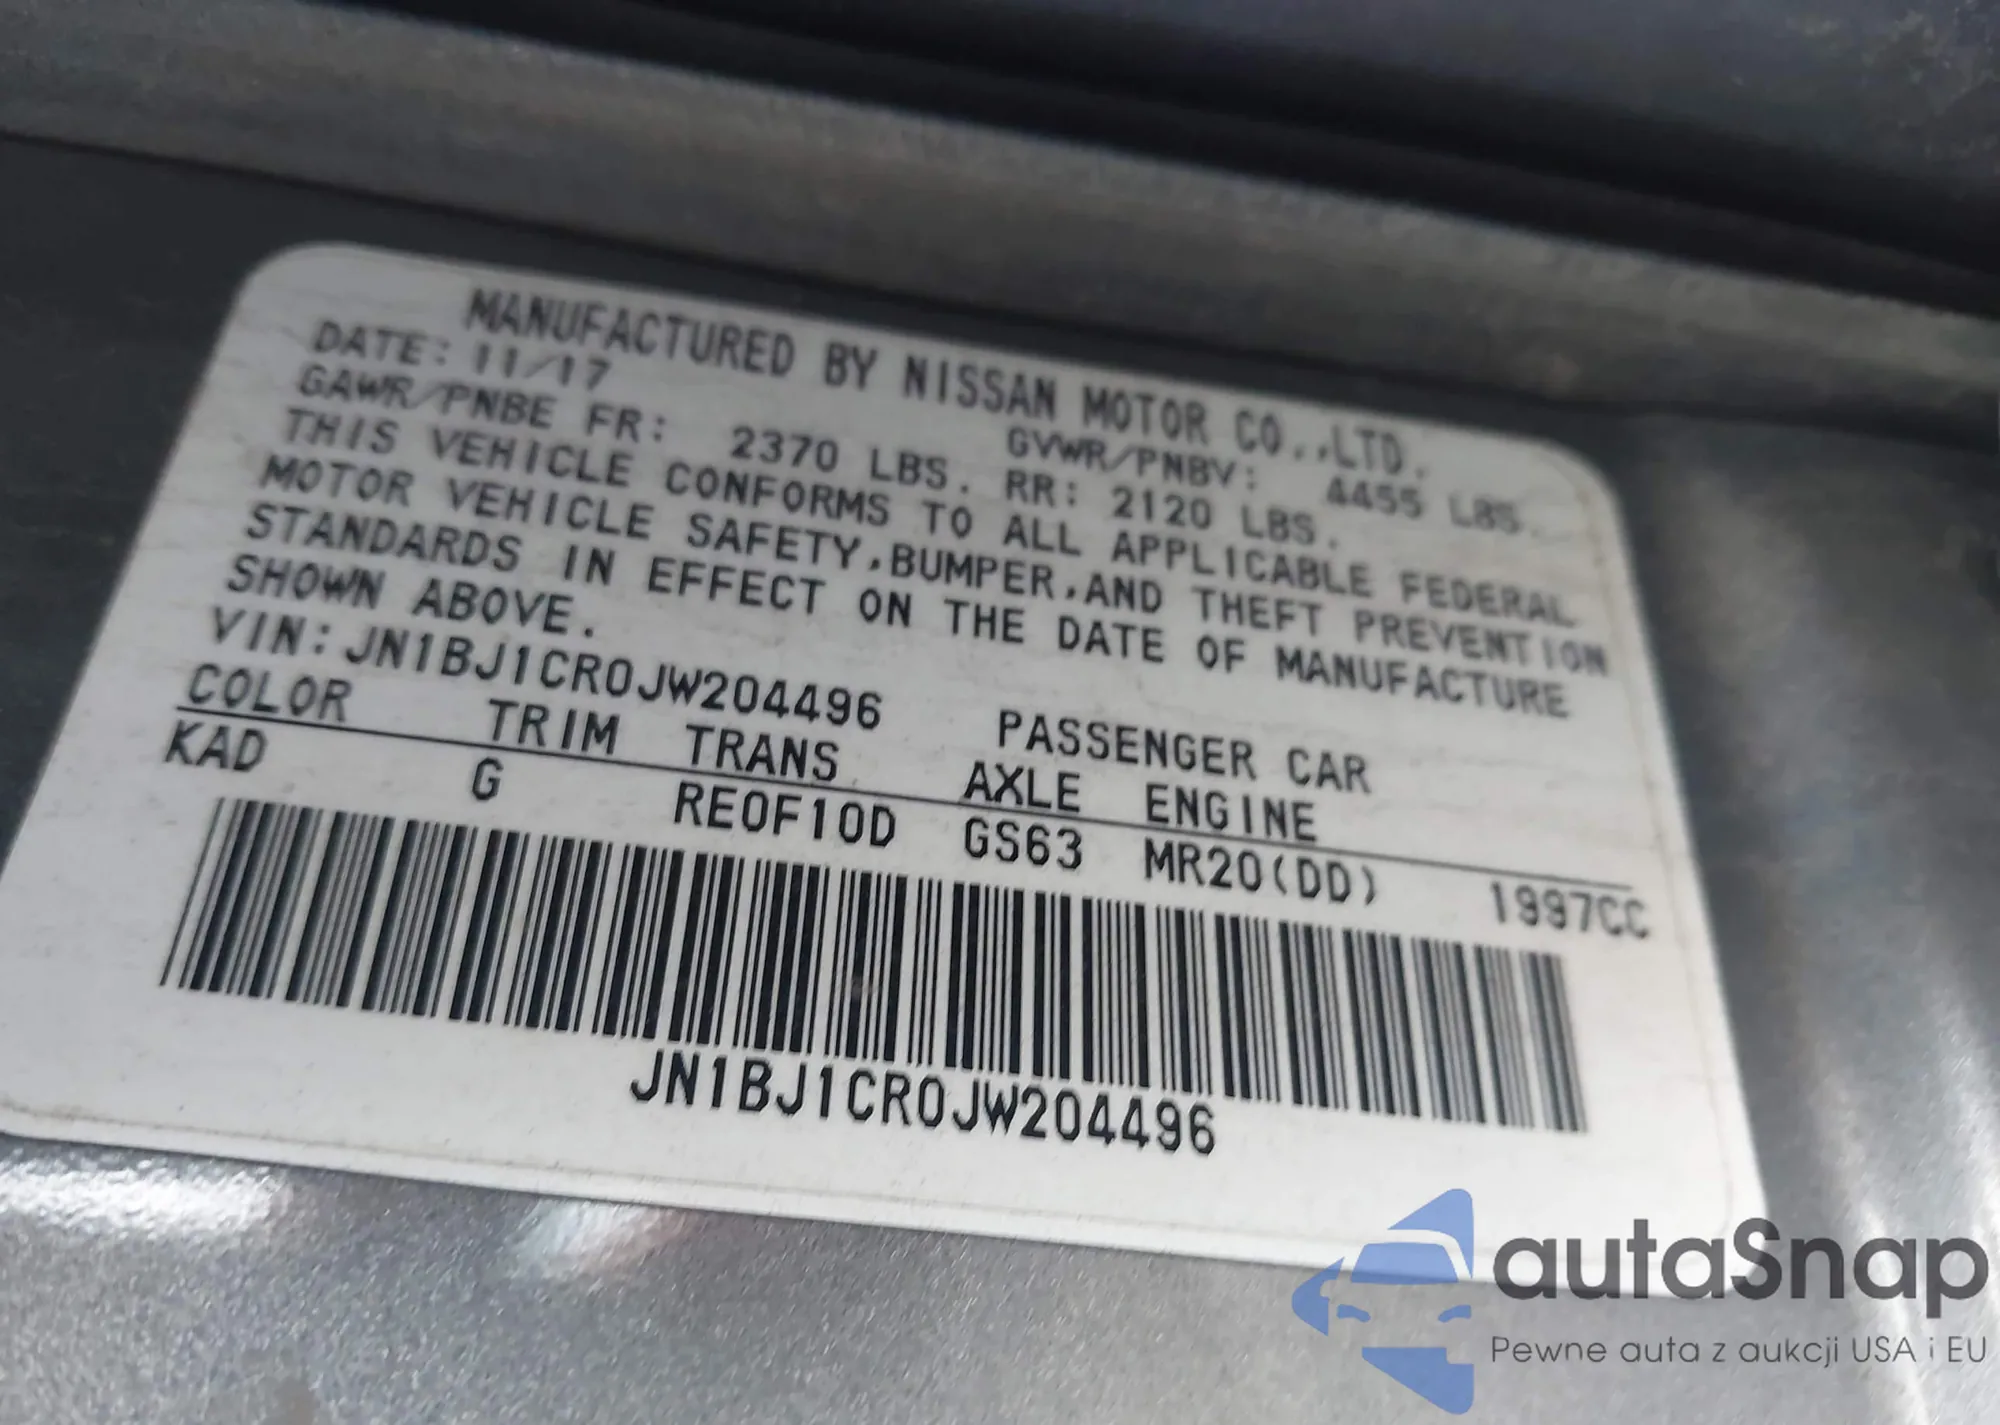 MANUFACTURED BY NISSAN MOTOR CO.,LTD.
DATE: 11/17 GVWR/PNBV: 4455 LBS.
GAWR/PNBE FR: 2370 LBS. RR: 2120 LBS.
THIS VEHICLE CONFORMS TO ALL APPLICABLE FEDERAL
MOTOR VEHICLE SAFETY,BUMPER,AND THEFT PREVENTION
STANDARDS IN EFFECT ON THE DATE OF MANUFACTURE
SHOWN ABOVE.
VIN:JN1BJ1CR0JW204496 PASSENGER CAR
COLOR TRIM TRANS AXLE ENGINE
KAD G RE0F10D GS63 MR20(DD) 1997CC
JN1BJ1CR0JW204496
autaSnap
Pewne auta z aukcji USA i EU